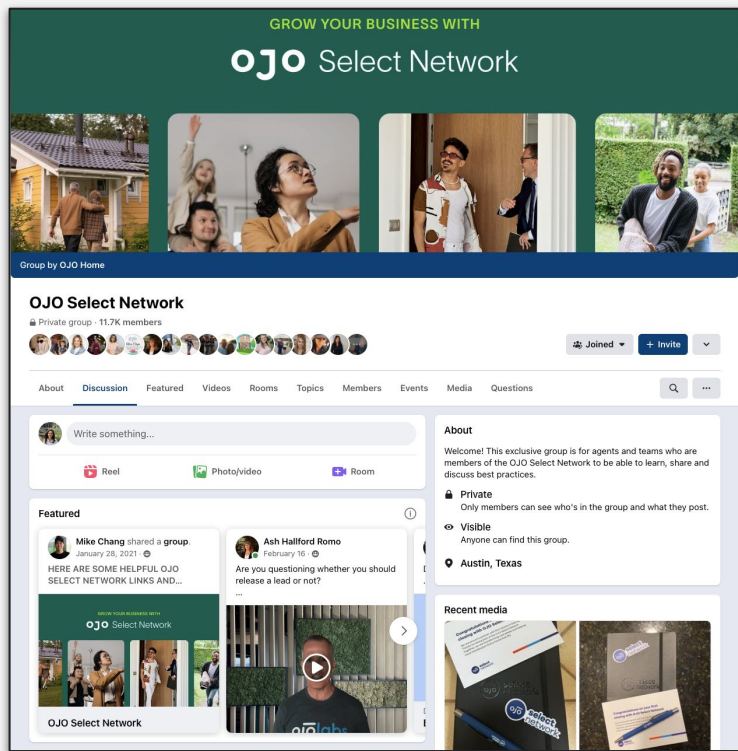 GROW YOUR BUSINESS WITH
OJO Select Network
Group by OJO Home
OJO Select Network
Private group · 11.7K members
Joined
+ Invite
About
Discussion
Featured
Videos
Rooms
Topics
Members
Events
Media
Questions
Write something...
Reel
Photo/video
Room
Featured
Mike Chang shared a group.
January 28, 2021 ·
HERE ARE SOME HELPFUL OJO
SELECT NETWORK LINKS AND...
GROW YOUR BUSINESS WITH
OJO Select Network
OJO Select Network
Ash Hallford Romo
February 16 ·
Are you questioning whether you should
release a lead or not?
...
ojolabs
About
Welcome! This exclusive group is for agents and teams who are
members of the OJO Select Network to be able to learn, share and
discuss best practices.
Private
Only members can see who's in the group and what they post.
Visible
Anyone can find this group.
Austin, Texas
Recent media
select
network